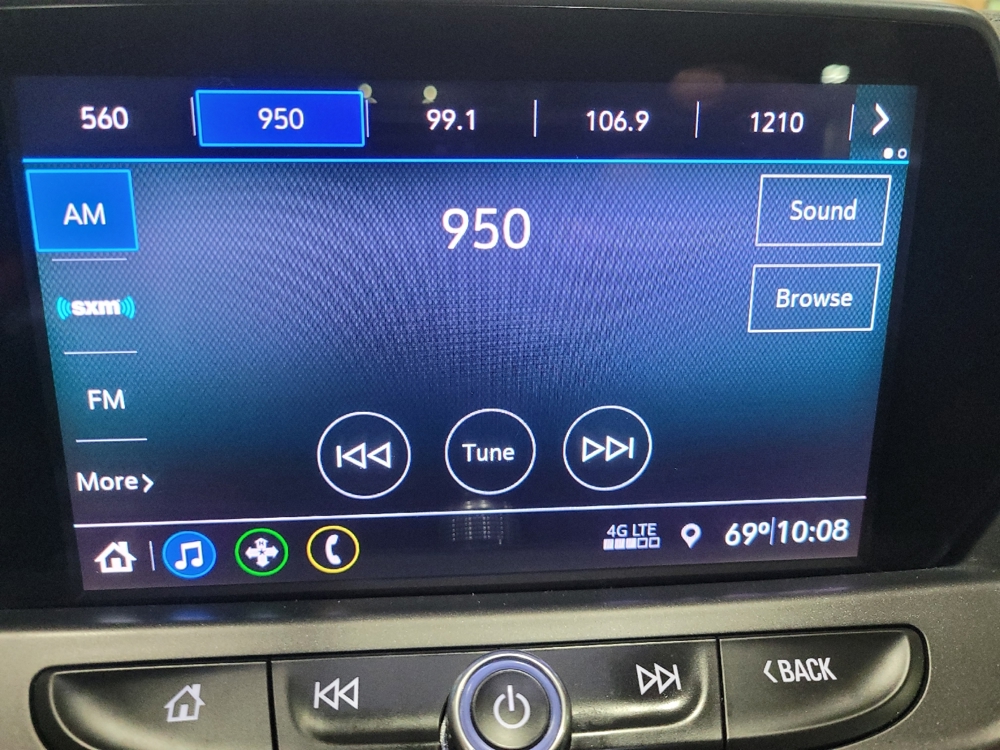 560 950 99.1 106.9 1210
AM 950 Sound
sxm Browse
FM
Tune
More
4G LTE 69° 10:08
BACK